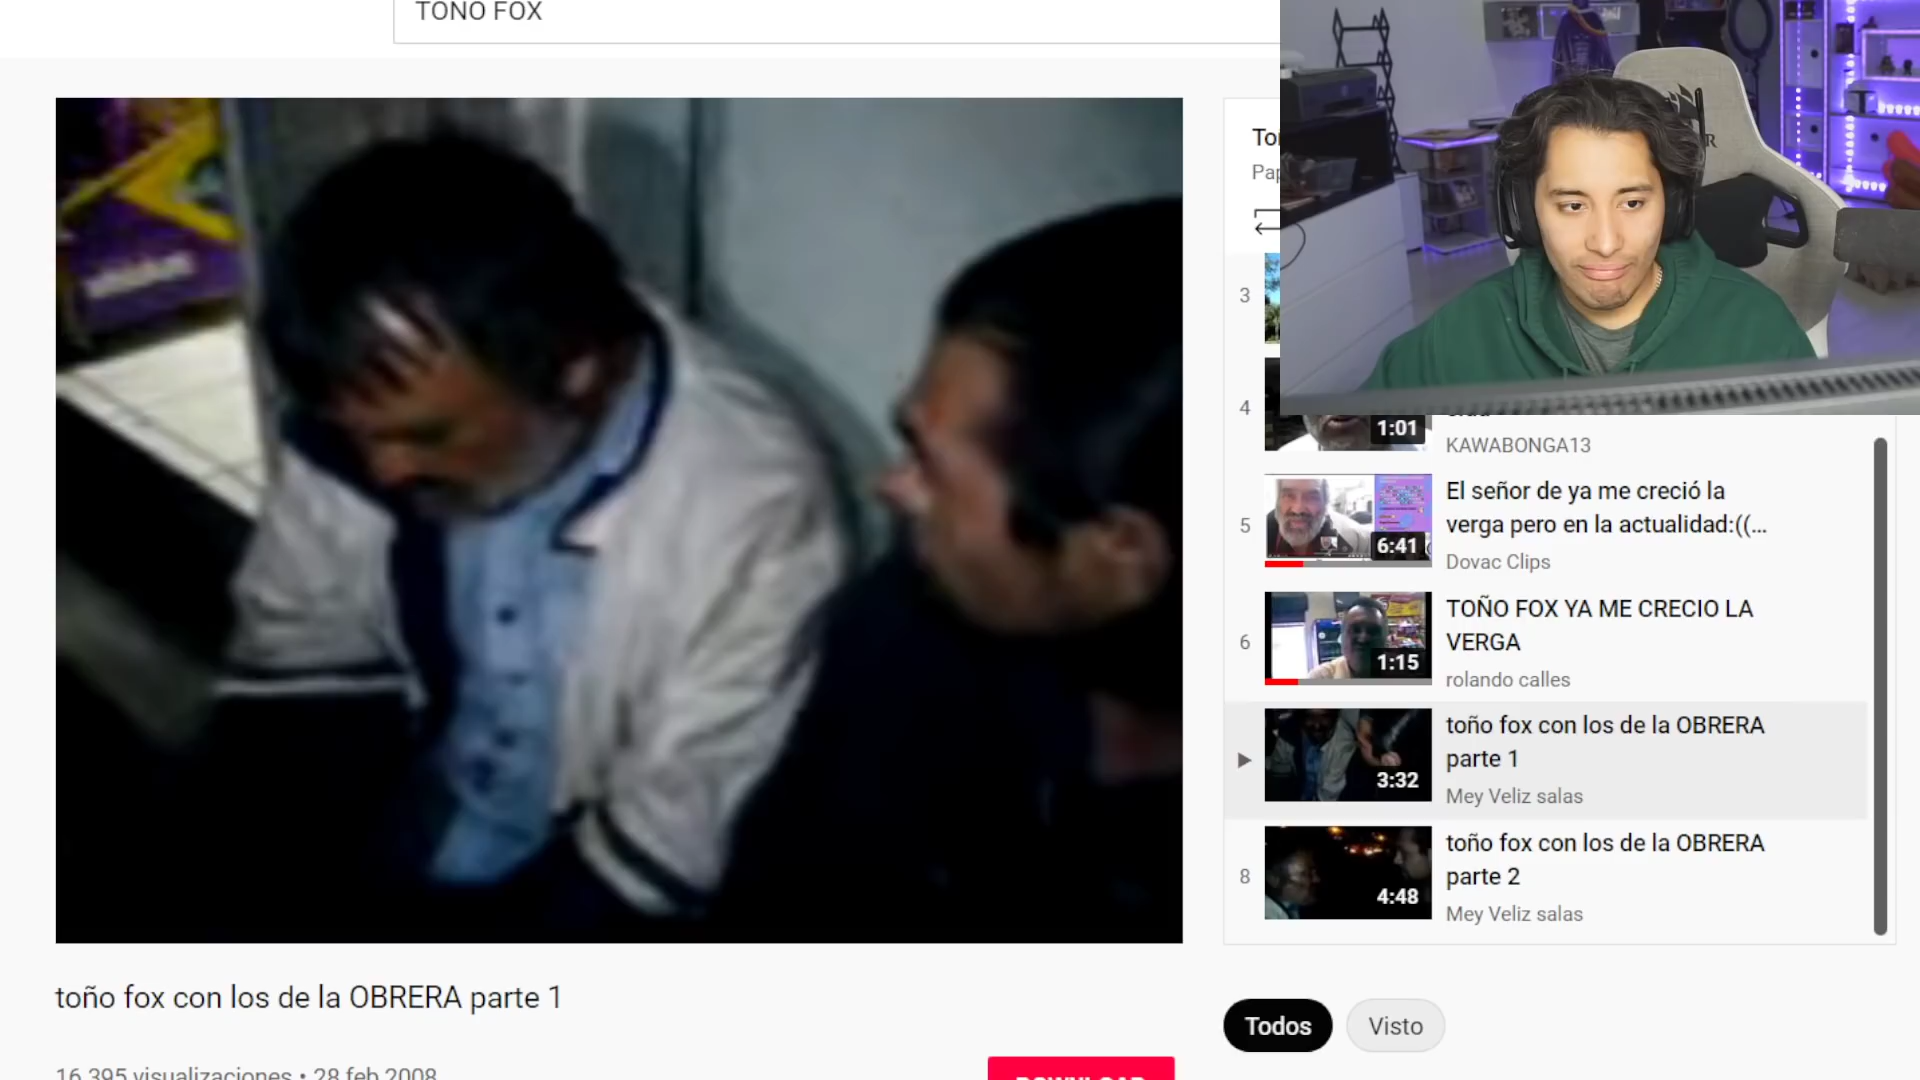 TOÑO FOX
3
4
1:01
KAWABONGA13
5
6:41
El señor de ya me creció la
verga pero en la actualidad:((...
Dovac Clips
6
1:15
TOÑO FOX YA ME CRECIO LA
VERGA
rolando calles
3:32
toño fox con los de la OBRERA
parte 1
Mey Veliz salas
8
4:48
toño fox con los de la OBRERA
parte 2
Mey Veliz salas
toño fox con los de la OBRERA parte 1
16.395 visualizaciones • 28 feb 2008
DOWNLOAD
Todos
Visto